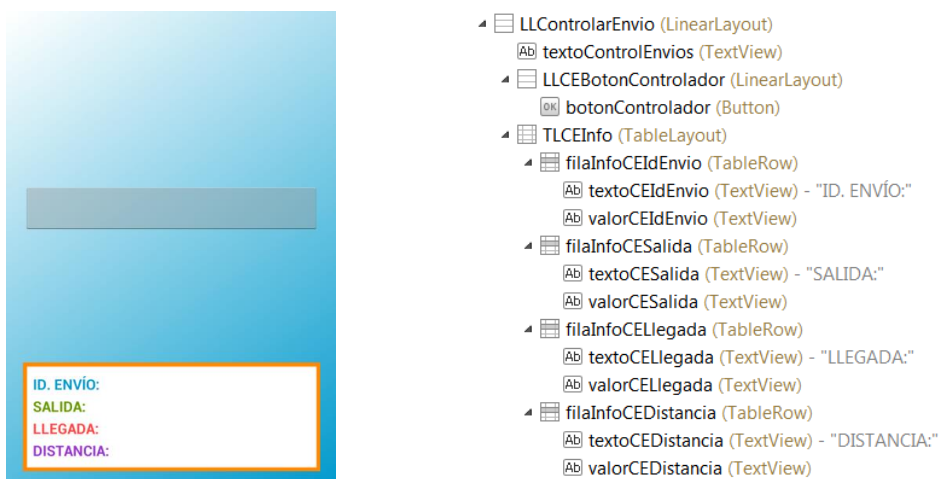 ID. ENVÍO:
SALIDA:
LLEGADA:
DISTANCIA:
LLControlarEnvio (LinearLayout)
Ab textoControlEnvios (TextView)
LLCEBotonControlador (LinearLayout)
OK botonControlador (Button)
TLCEInfo (TableLayout)
filaInfoCEIdEnvio (TableRow)
Ab textoCEIdEnvio (TextView) - "ID. ENVÍO:"
Ab valorCEIdEnvio (TextView)
filaInfoCESalida (TableRow)
Ab textoCESalida (TextView) - "SALIDA:"
Ab valorCESalida (TextView)
filaInfoCELlegada (TableRow)
Ab textoCELlegada (TextView) - "LLEGADA:"
Ab valorCELlegada (TextView)
filaInfoCEDistancia (TableRow)
Ab textoCEDistancia (TextView) - "DISTANCIA:"
Ab valorCEDistancia (TextView)